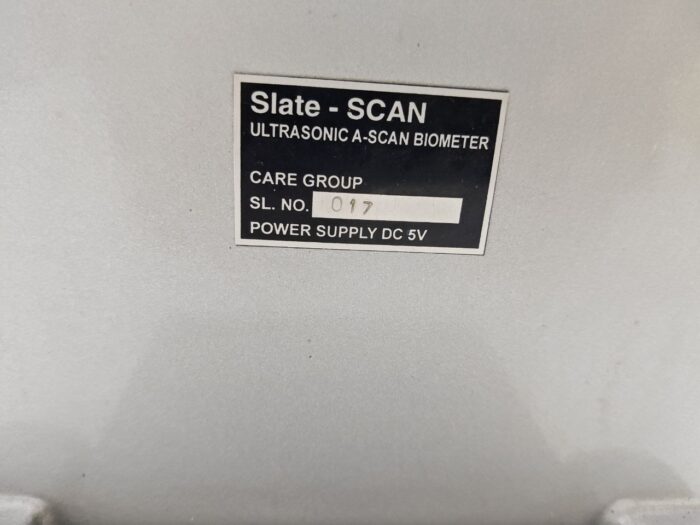 Slate - SCAN
ULTRASONIC A-SCAN BIOMETER
CARE GROUP
SL. NO. 017
POWER SUPPLY DC 5V